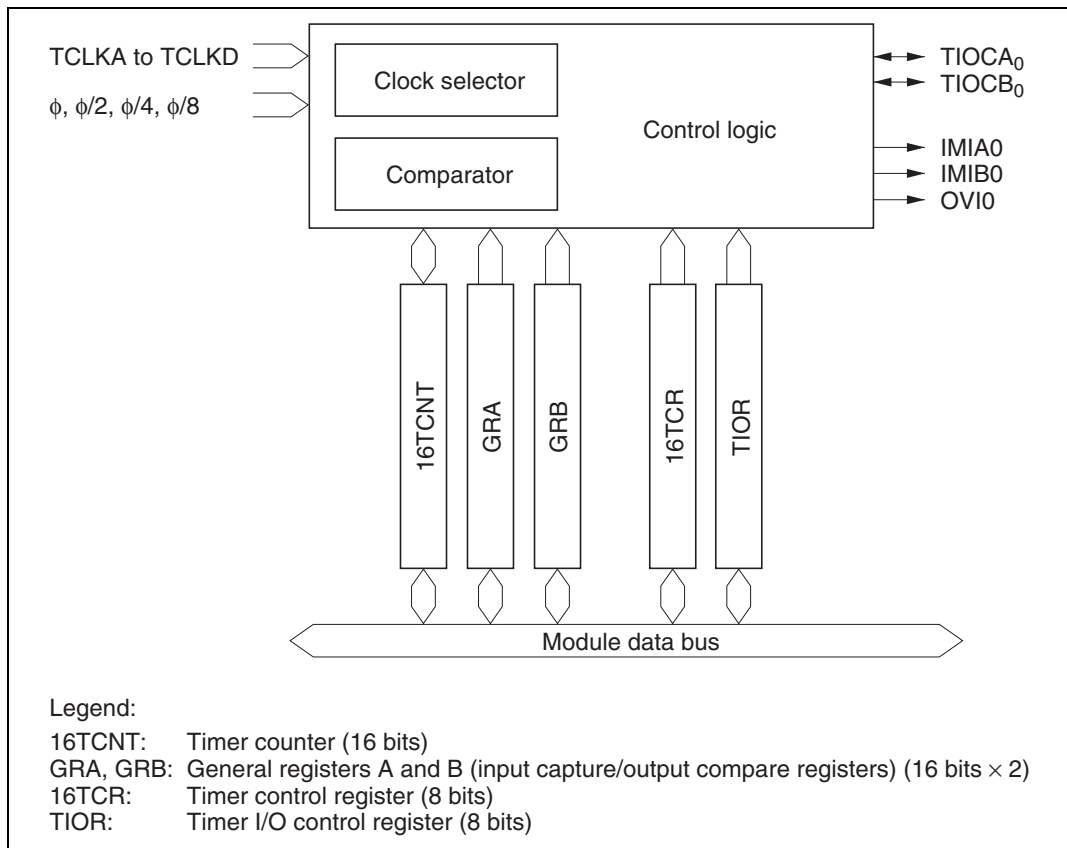 TCLKA to TCLKD
ϕ, ϕ/2, ϕ/4, ϕ/8
Clock selector
Comparator
Control logic
TIOCA₀
TIOCB₀
IMIA0
IMIB0
OVI0
16TCNT
GRA
GRB
16TCR
TIOR
Module data bus
Legend:
16TCNT: Timer counter (16 bits)
GRA, GRB: General registers A and B (input capture/output compare registers) (16 bits × 2)
16TCR: Timer control register (8 bits)
TIOR: Timer I/O control register (8 bits)